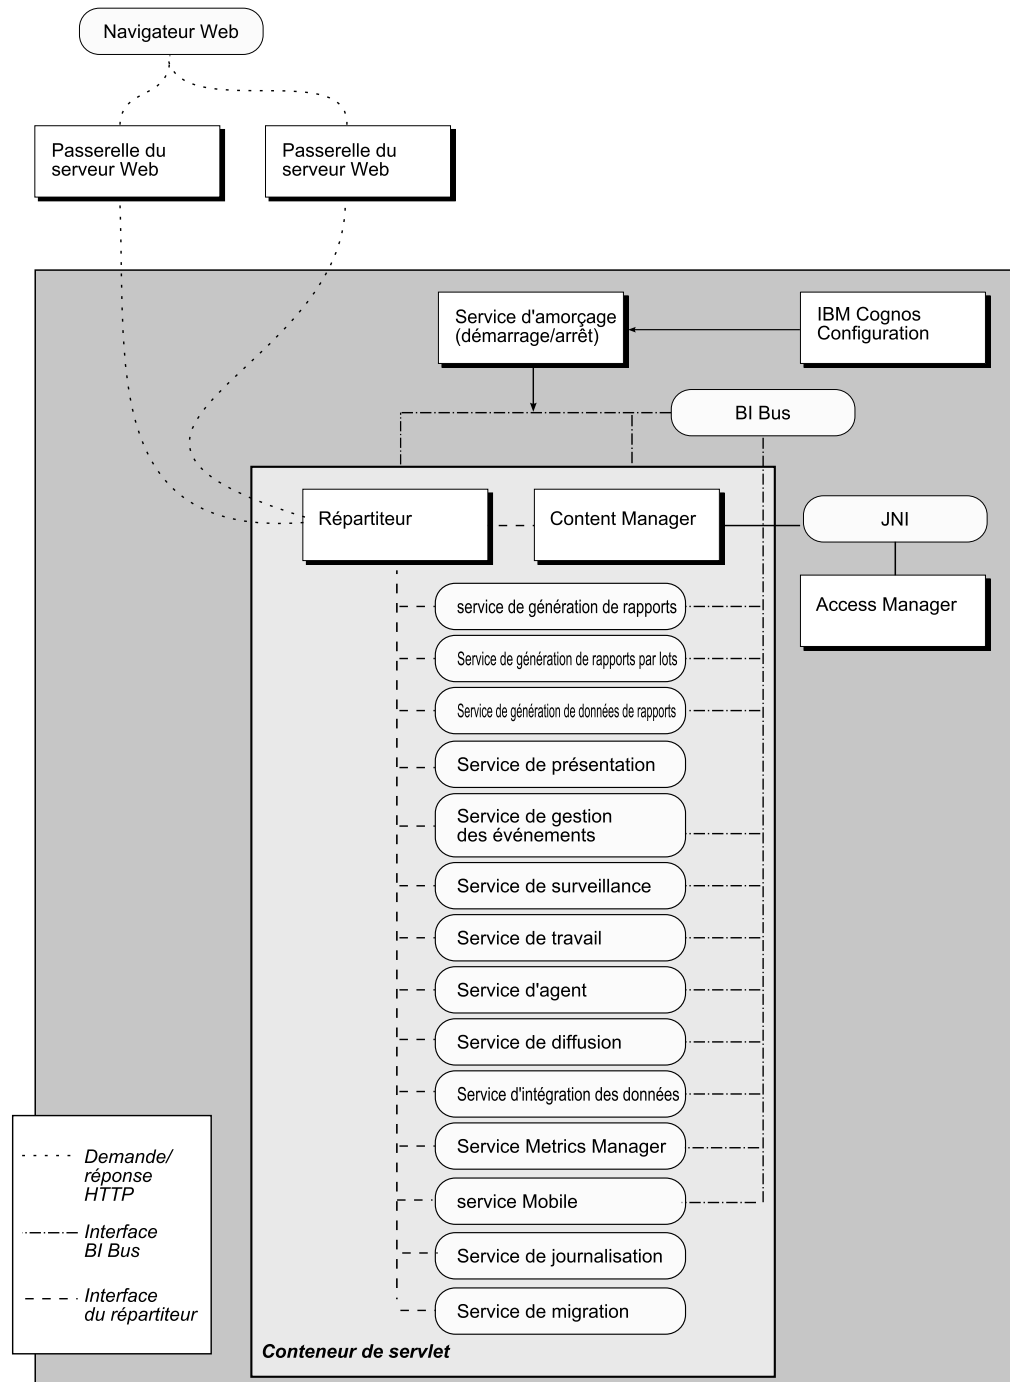 Navigateur Web
Passerelle du
serveur Web
Passerelle du
serveur Web
Service d'amorçage
(démarrage/arrêt)
IBM Cognos
Configuration
BI Bus
Répartiteur
Content Manager
JNI
Access Manager
service de génération de rapports
Service de génération de rapports par lots
Service de génération de données de rapports
Service de présentation
Service de gestion
des événements
Service de surveillance
Service de travail
Service d'agent
Service de diffusion
Service d'intégration des données
Service Metrics Manager
service Mobile
Service de journalisation
Service de migration
Conteneur de servlet
Demande/
réponse
HTTP
Interface
BI Bus
Interface
du répartiteur